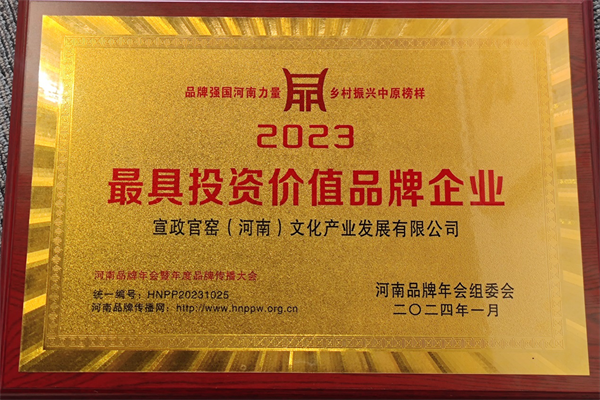 品牌强国河南力量 乡村振兴中原榜样
2023
最具投资价值品牌企业
宣政官窑（河南）文化产业发展有限公司
河南品牌年会暨年度品牌传播大会
统一编号：HNPP20231025
河南品牌传播网：http://www.hnppw.org.cn
河南品牌年会组委会
二〇二四年一月